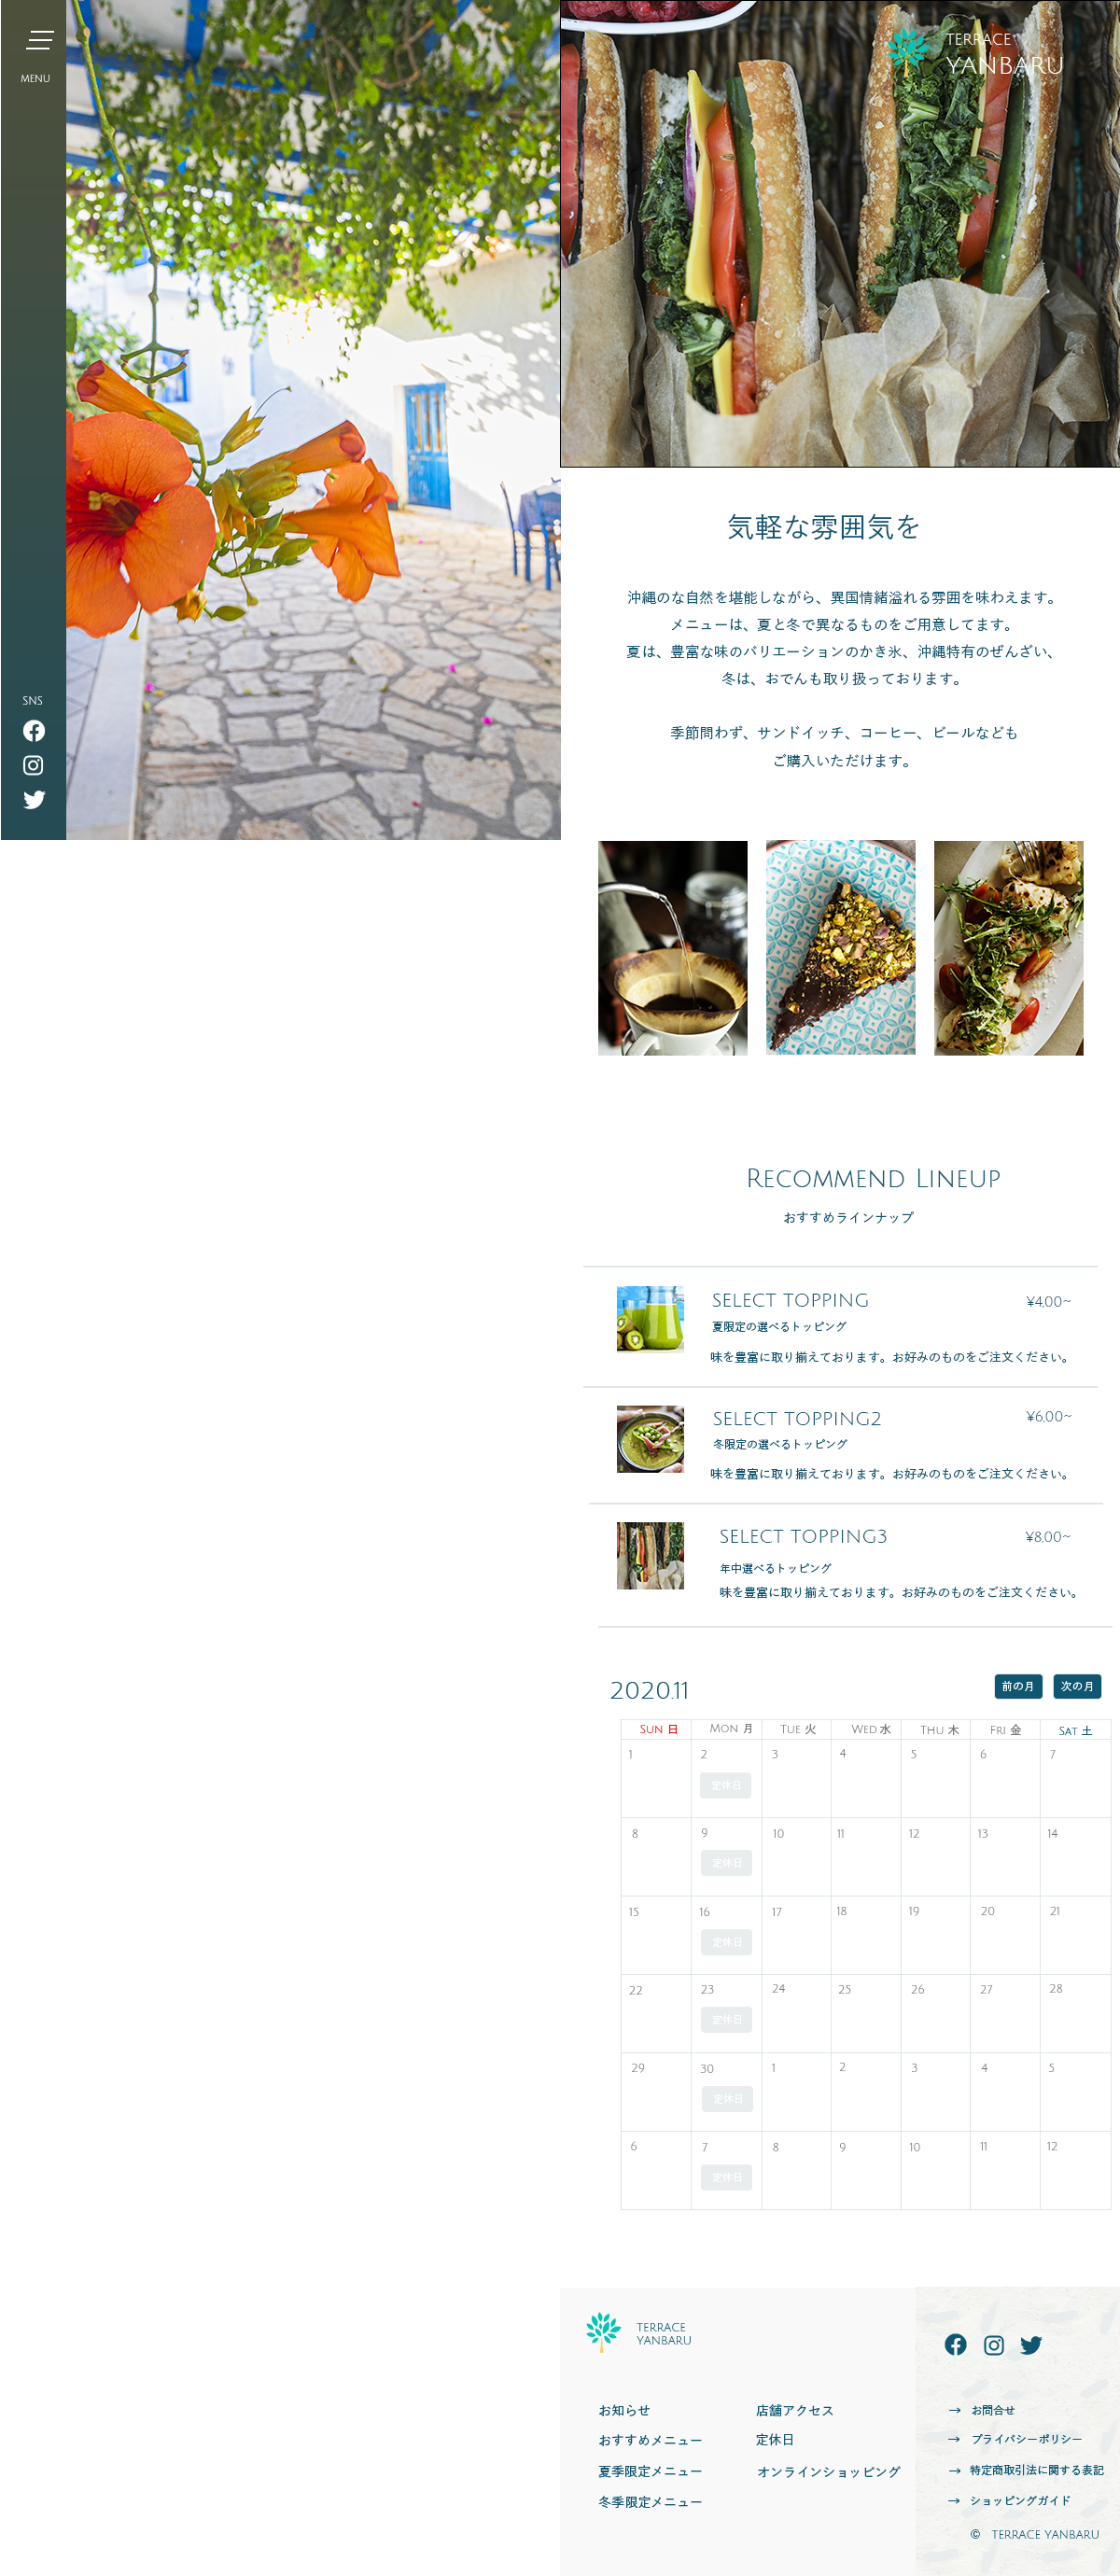 MENU
TERRACE
YANBARU
SNS
気軽な雰囲気を
沖縄のな自然を堪能しながら、異国情緒溢れる雰囲を味わえます。
メニューは、夏と冬で異なるものをご用意してます。
夏は、豊富な味のバリエーションのかき氷、沖縄特有のぜんざい、
冬は、おでんも取り扱っております。
季節問わず、サンドイッチ、コーヒー、ビールなども
ご購入いただけます。
Recommend Lineup
おすすめラインナップ
SELECT TOPPING ¥4,00~
夏限定の選べるトッピング
味を豊富に取り揃えております。お好みのものをご注文ください。
SELECT TOPPING2 ¥6,00~
冬限定の選べるトッピング
味を豊富に取り揃えております。お好みのものをご注文ください。
SELECT TOPPING3 ¥8,00~
年中選べるトッピング
味を豊富に取り揃えております。お好みのものをご注文ください。
2020.11 前の月 次の月
Sun 日 Mon 月 Tue 火 Wed 水 Thu 木 Fri 金 Sat 土
1 2 3 4 5 6 7
定休日
8 9 10 11 12 13 14
定休日
15 16 17 18 19 20 21
定休日
22 23 24 25 26 27 28
定休日
29 30 1 2 3 4 5
定休日
6 7 8 9 10 11 12
定休日
TERRACE
YANBARU
お知らせ
おすすめメニュー
夏季限定メニュー
冬季限定メニュー
店舗アクセス
定休日
オンラインショッピング
→ お問合せ
→ プライバシーポリシー
→ 特定商取引法に関する表記
→ ショッピングガイド
© TERRACE YANBARU